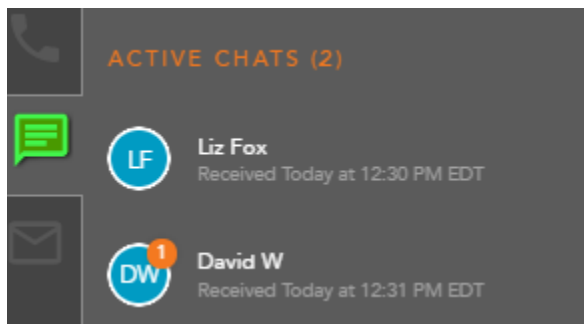 ACTIVE CHATS (2)
LF
Liz Fox
Received Today at 12:30 PM EDT
1
DW
David W
Received Today at 12:31 PM EDT